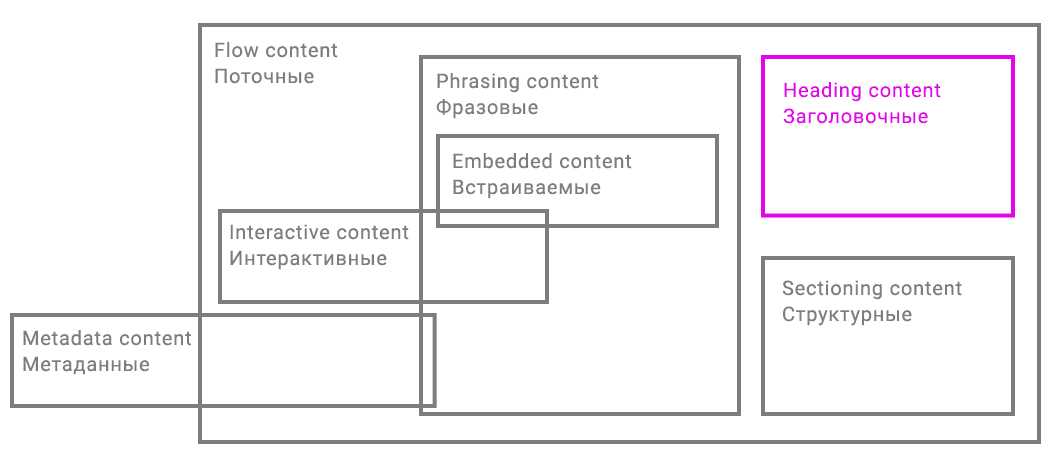 Flow content
Поточные
Phrasing content
Фразовые
Heading content
Заголовочные
Embedded content
Встраиваемые
Interactive content
Интерактивные
Sectioning content
Структурные
Metadata content
Метаданные